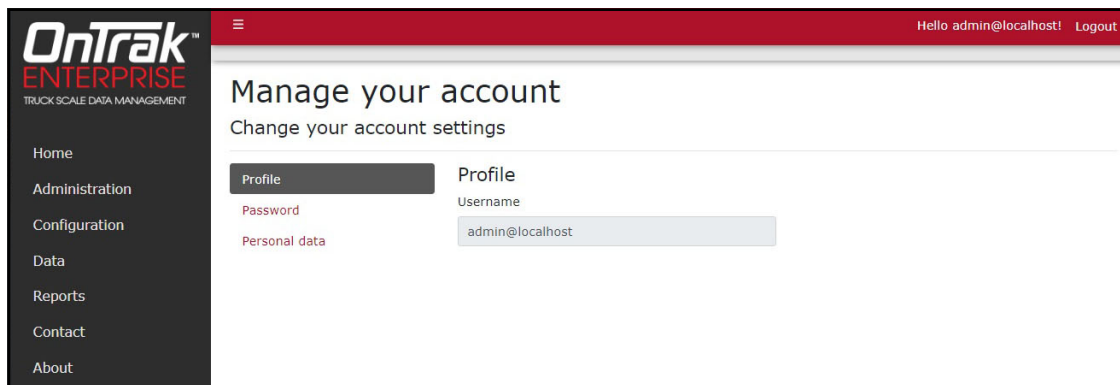 OnTrak™
ENTERPRISE
TRUCK SCALE DATA MANAGEMENT
Home
Administration
Configuration
Data
Reports
Contact
About
☰
Hello admin@localhost! Logout
Manage your account
Change your account settings
Profile
Password
Personal data
Profile
Username
admin@localhost